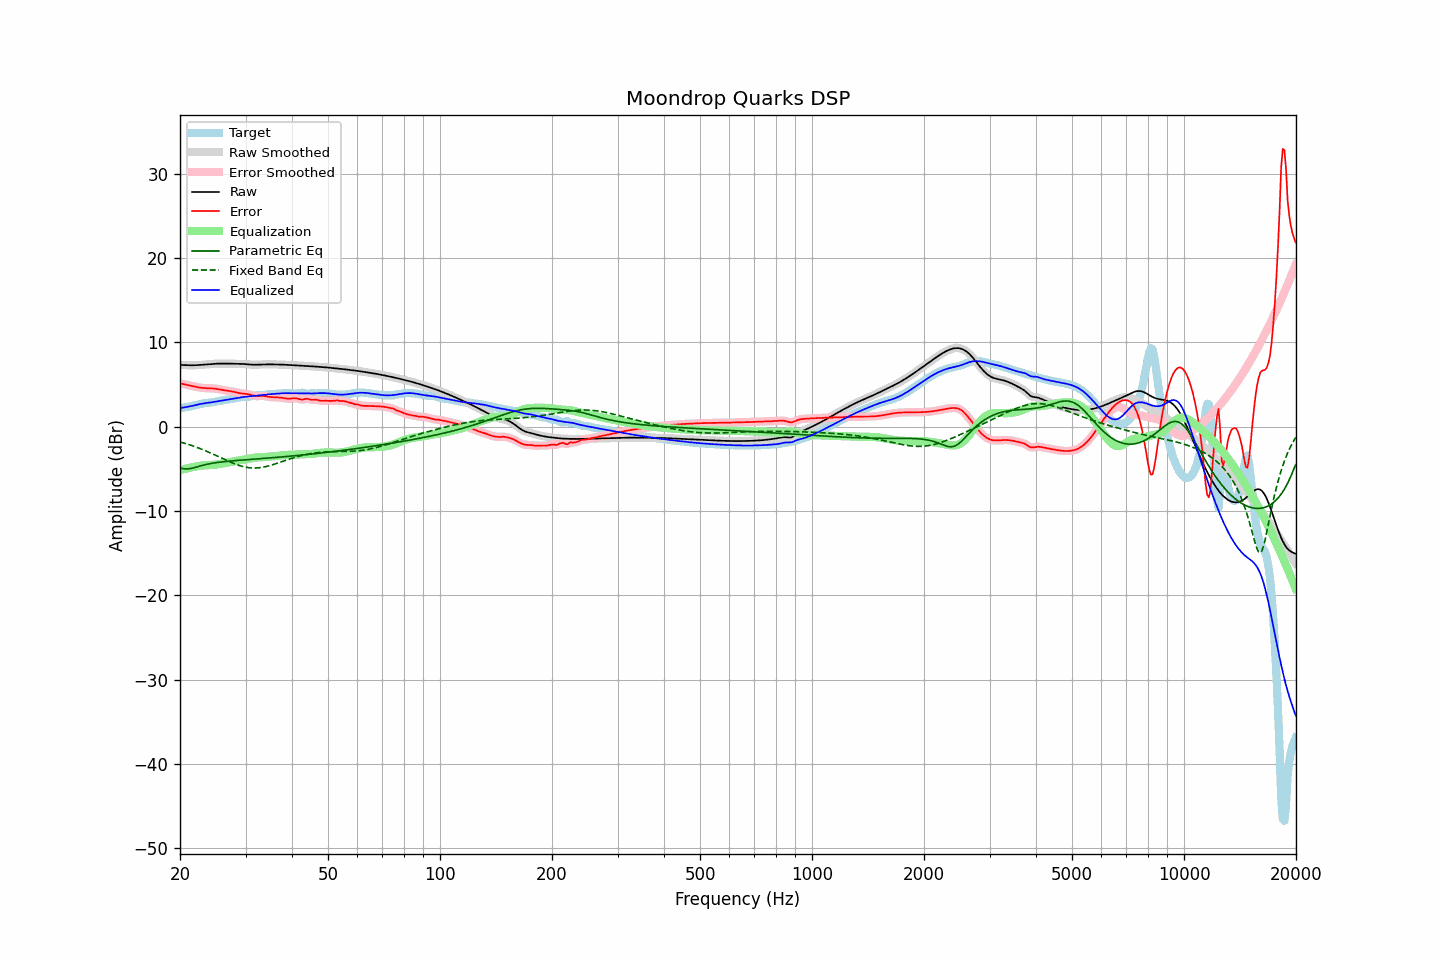 Moondrop Quarks DSP
Target
Raw Smoothed
Error Smoothed
Raw
Error
Equalization
Parametric Eq
Fixed Band Eq
Equalized
30
20
10
0
−10
−20
−30
−40
−50
Amplitude (dBr)
20 50 100 200 500 1000 2000 5000 10000 20000
Frequency (Hz)